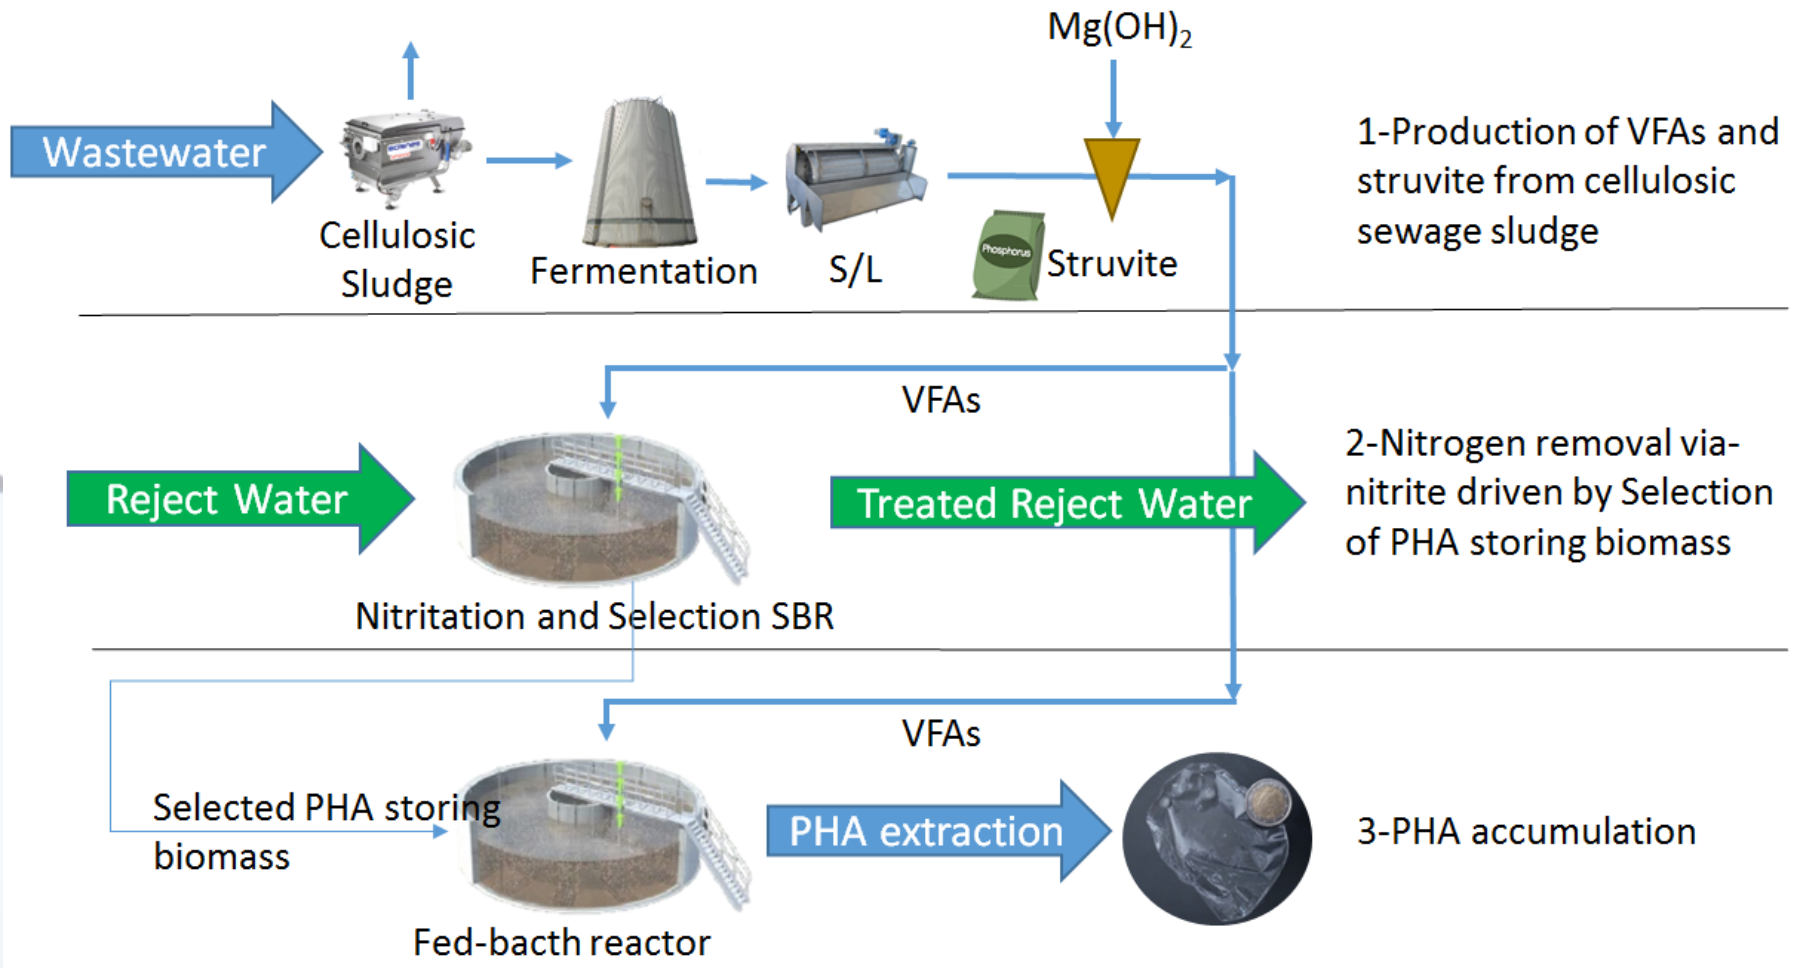 Mg(OH)₂
Wastewater
Cellulosic
Sludge
Fermentation
S/L
Phosphorus
Struvite
1-Production of VFAs and
struvite from cellulosic
sewage sludge
VFAs
Reject Water
Treated Reject Water
2-Nitrogen removal via-
nitrite driven by Selection
of PHA storing biomass
Nitritation and Selection SBR
VFAs
Selected PHA storing
biomass
PHA extraction
3-PHA accumulation
Fed-bacth reactor